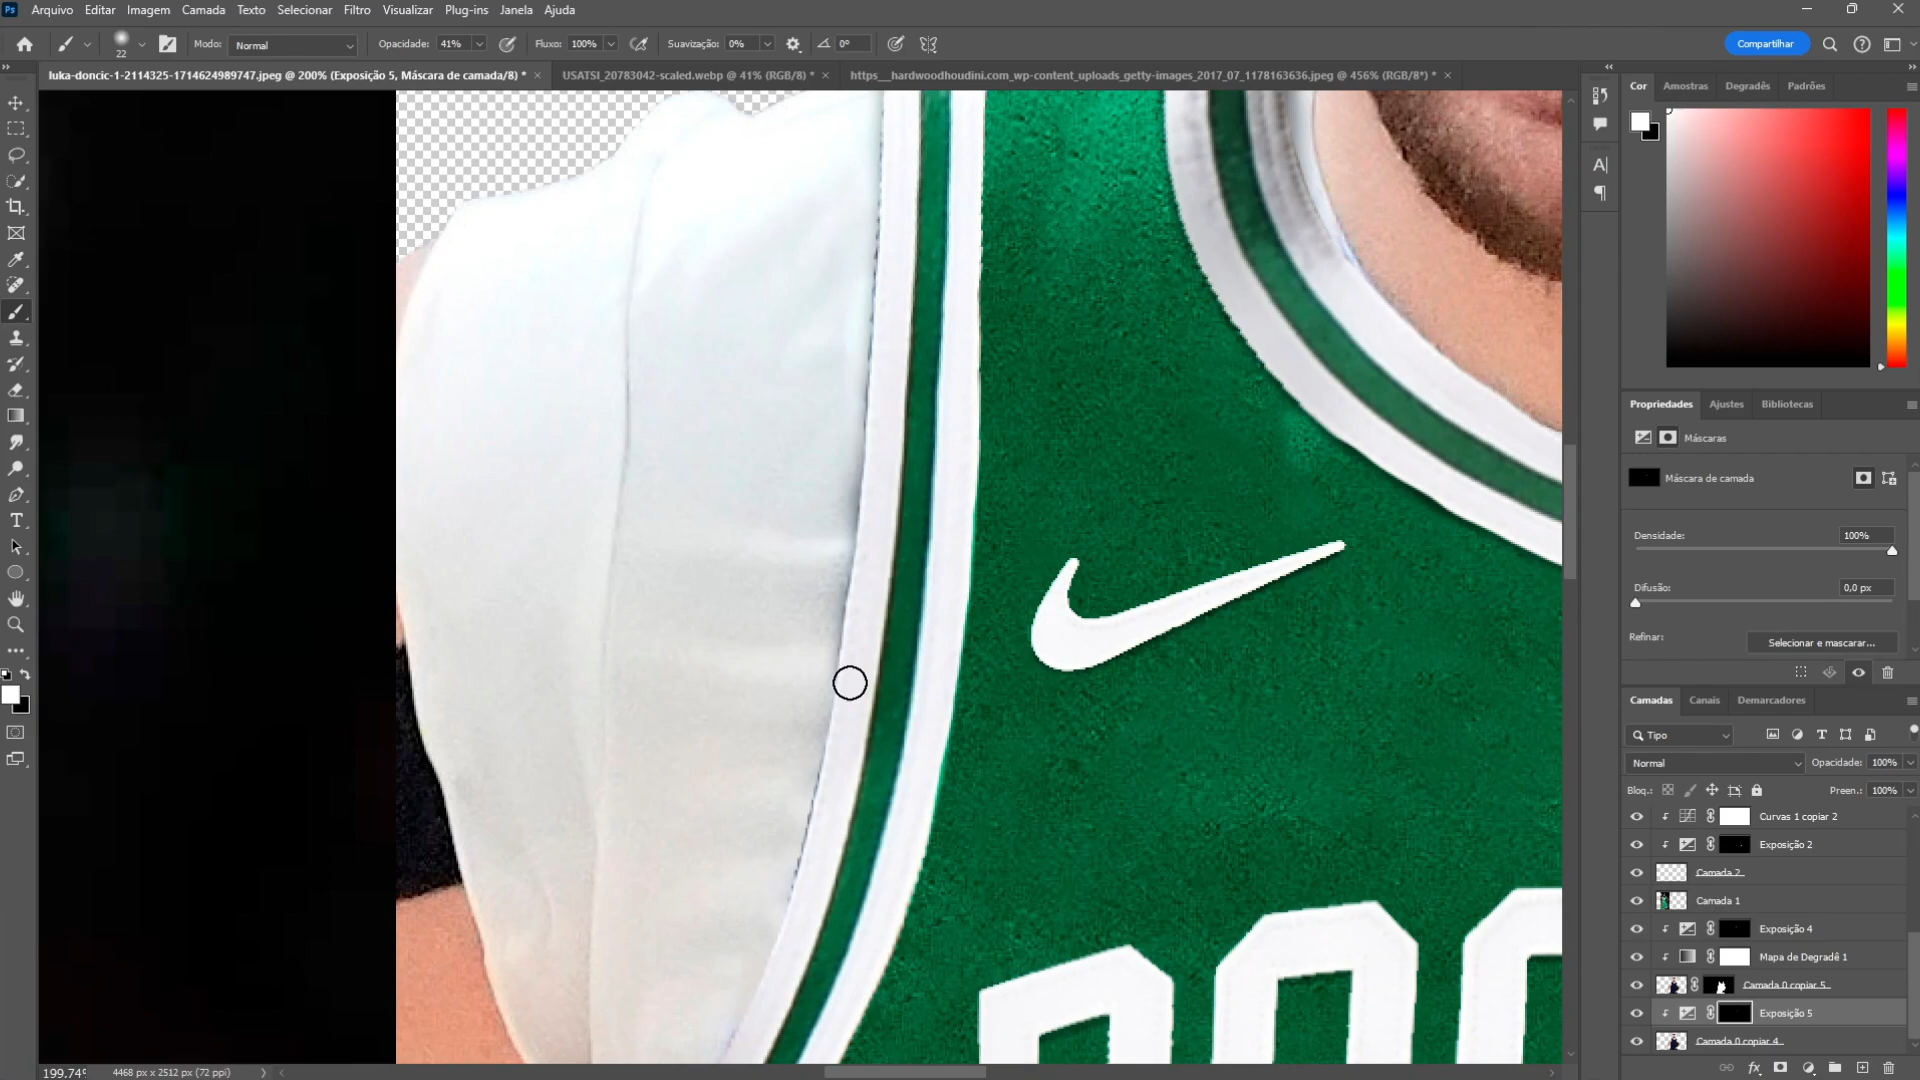 Ps Arquivo Editar Imagem Camada Texto Selecionar Filtro Visualizar Plug-ins Janela Ajuda
22 Modo: Normal Opacidade: 41% Fluxo: 100% Suavização: 0% 0° Compartilhar
luka-doncic-1-2114325-1714624989747.jpeg @ 200% (Exposição 5, Máscara de camada/8) * USATSI_20783042-scaled.webp @ 41% (RGB/8) * https__hardwoodhoudini.com_wp-content_uploads_getty-images_2017_07_1178163636.jpeg @ 456% (RGB/8*) *
Cor Amostras Degradês Padrões
Propriedades Ajustes Bibliotecas
Máscaras
Máscara de camada
Densidade: 100%
Difusão: 0,0 px
Refinar: Selecionar e mascarar...
Camadas Canais Demarcadores
Tipo
Normal Opacidade: 100%
Bloq.: Preen.: 100%
Curvas 1 copiar 2
Exposição 2
Camada 2
Camada 1
Exposição 4
Mapa de Degradê 1
Camada 0 copiar 5
Exposição 5
Camada 0 copiar 4
199.74% 4468 px x 2512 px (72 ppi)